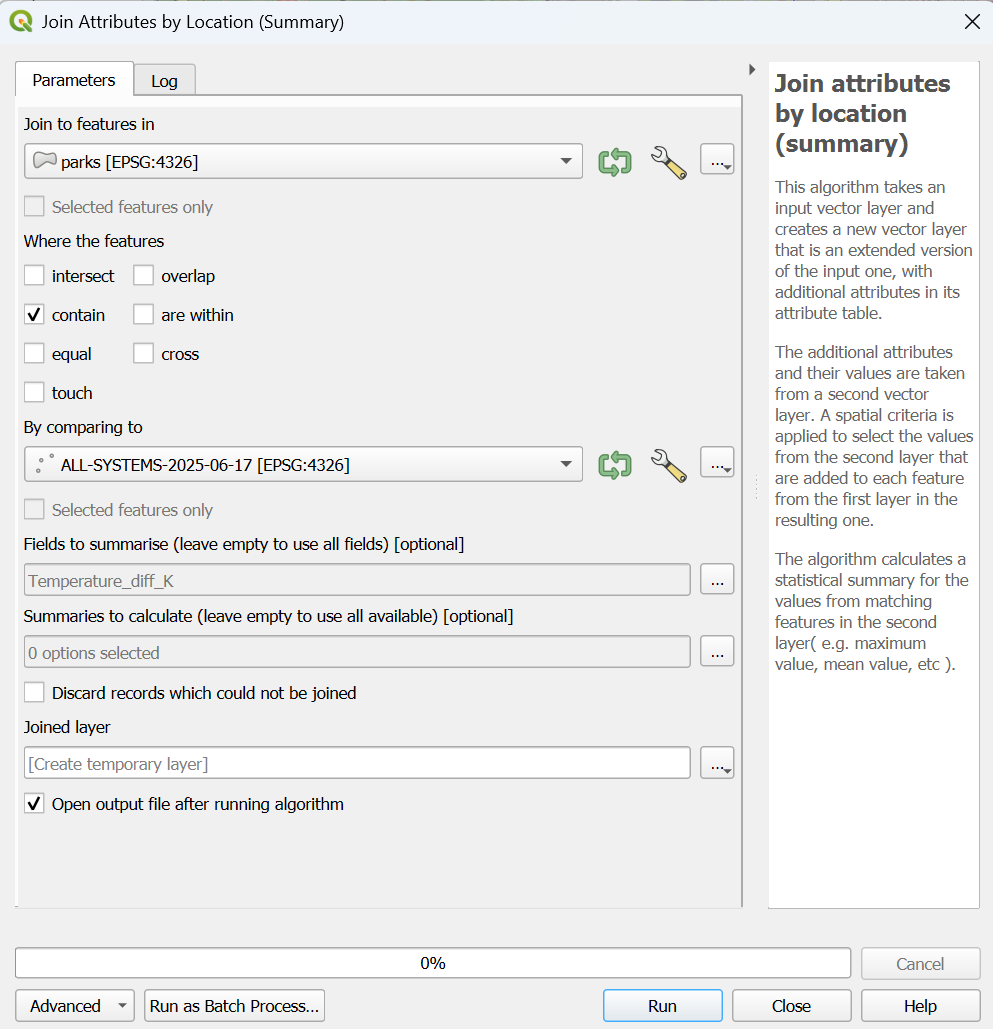 Join Attributes by Location (Summary)
Parameters
Log
Join to features in
parks [EPSG:4326]
...
Selected features only
Where the features
intersect
overlap
contain
are within
equal
cross
touch
By comparing to
ALL-SYSTEMS-2025-06-17 [EPSG:4326]
...
Selected features only
Fields to summarise (leave empty to use all fields) [optional]
Temperature_diff_K
...
Summaries to calculate (leave empty to use all available) [optional]
0 options selected
...
Discard records which could not be joined
Joined layer
[Create temporary layer]
...
Open output file after running algorithm
Join attributes
by location
(summary)
This algorithm takes an
input vector layer and
creates a new vector layer
that is an extended version
of the input one, with
additional attributes in its
attribute table.
The additional attributes
and their values are taken
from a second vector
layer. A spatial criteria is
applied to select the values
from the second layer that
are added to each feature
from the first layer in the
resulting one.
The algorithm calculates a
statistical summary for the
values from matching
features in the second
layer( e.g. maximum
value, mean value, etc ).
0%
Cancel
Advanced
Run as Batch Process...
Run
Close
Help